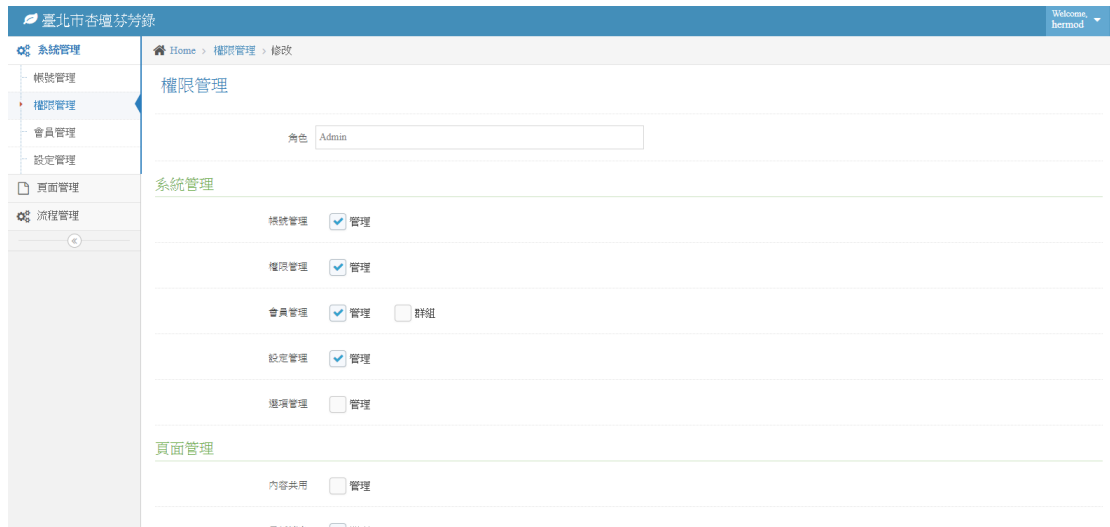 臺北市杏壇芬芳錄
Welcome,
hermod
系統管理
帳號管理
權限管理
會員管理
設定管理
頁面管理
流程管理
Home > 權限管理 > 修改
權限管理
角色 Admin
系統管理
帳號管理 管理
權限管理 管理
會員管理 管理 群組
設定管理 管理
選項管理 管理
頁面管理
內容共用 管理